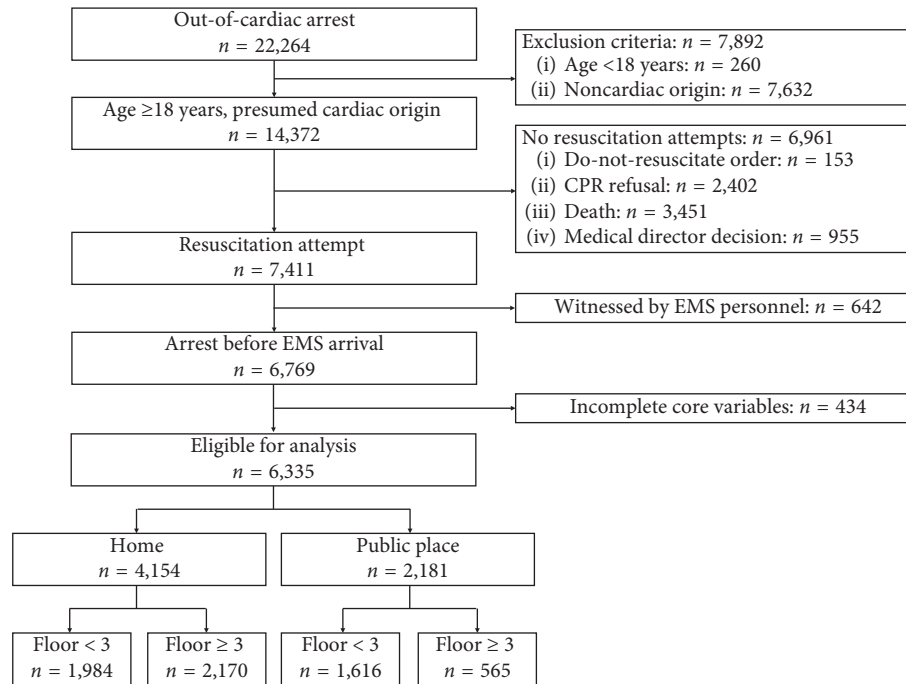 Out-of-cardiac arrest
n = 22,264
Exclusion criteria: n = 7,892
(i) Age <18 years: n = 260
(ii) Noncardiac origin: n = 7,632
Age ≥18 years, presumed cardiac origin
n = 14,372
No resuscitation attempts: n = 6,961
(i) Do-not-resuscitate order: n = 153
(ii) CPR refusal: n = 2,402
(iii) Death: n = 3,451
(iv) Medical director decision: n = 955
Resuscitation attempt
n = 7,411
Witnessed by EMS personnel: n = 642
Arrest before EMS arrival
n = 6,769
Incomplete core variables: n = 434
Eligible for analysis
n = 6,335
Home
n = 4,154
Public place
n = 2,181
Floor < 3
n = 1,984
Floor ≥ 3
n = 2,170
Floor < 3
n = 1,616
Floor ≥ 3
n = 565